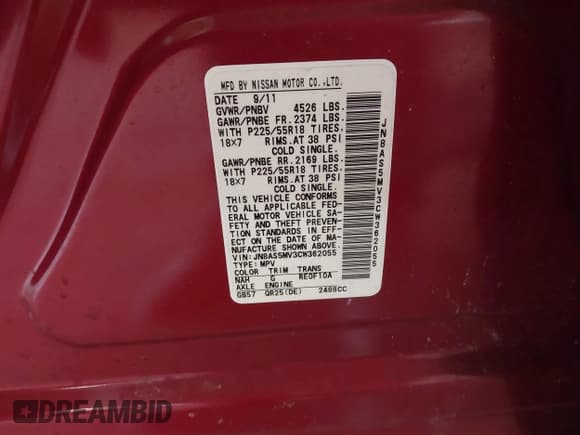 MFD BY NISSAN MOTOR CO.,LTD.
DATE 9/11
GVWR/PNBV 4526 LBS.
GAWR/PNBE FR. 2374 LBS.
WITH P225/55R18 TIRES.
18×7 RIMS.AT 38 PSI
COLD SINGLE.
GAWR/PNBE RR. 2169 LBS.
WITH P225/55R18 TIRES.
18×7 RIMS.AT 38 PSI
COLD SINGLE.
THIS VEHICLE CONFORMS
TO ALL APPLICABLE FED-
ERAL MOTOR VEHICLE SA-
FETY AND THEFT PREVEN-
TION STANDARDS IN EFF-
ECT ON THE DATE OF MA-
NUFACTURE SHOWN ABOVE.
VIN:JN8AS5MV3CW362055
TYPE: MPV
COLOR TRIM TRANS
NAH G RE0F10A
AXLE ENGINE
GB57 QR25(DE) 2488CC
JN8AS5MV3CW362055
DREAMBID